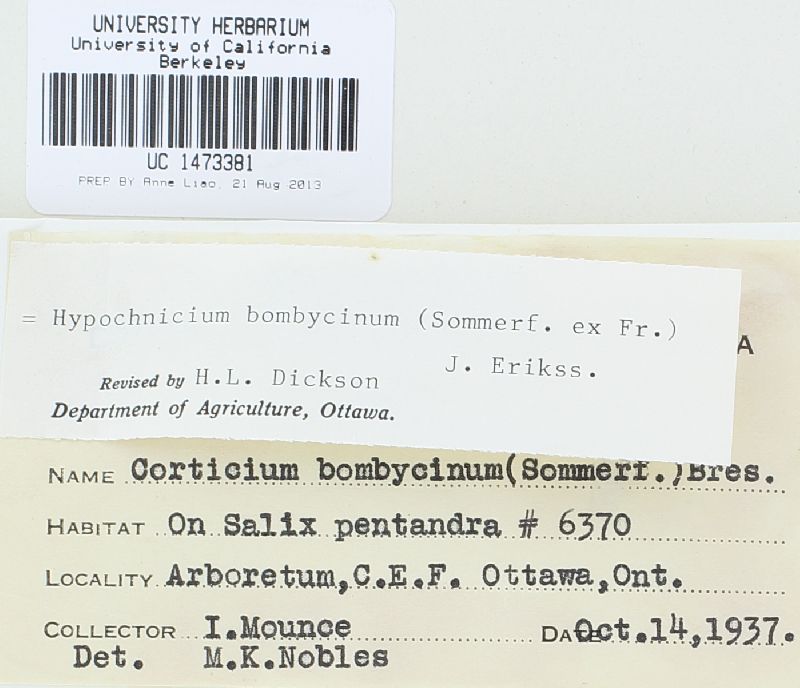 UNIVERSITY HERBARIUM
University of California
Berkeley
UC 1473381
PREP BY Anne Liao, 21 Aug 2013
= Hypochnicium bombycinum (Sommerf. ex Fr.)
J. Erikss.
Revised by H.L. Dickson
Department of Agriculture, Ottawa.
A
NAME Corticium bombycinum(Sommerf.)Bres.
HABITAT On Salix pentandra # 6370
LOCALITY Arboretum,C.E.F. Ottawa,Ont.
COLLECTOR I.Mounce DATE Oct.14,1937.
Det. M.K.Nobles